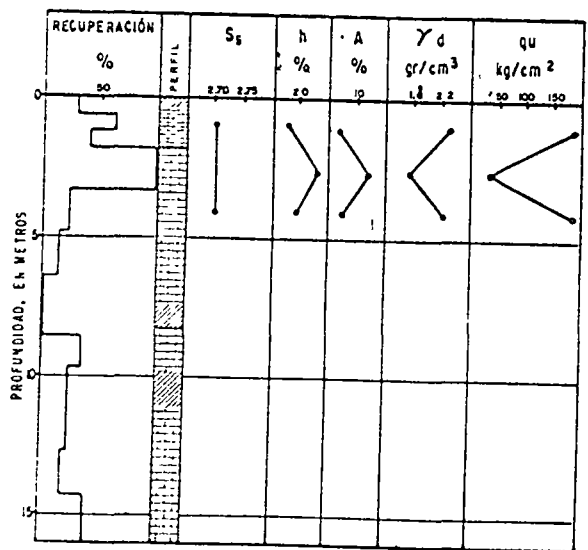 RECUPERACIÓN
%
50
PERFIL
Ss
2.70 2.75
h
%
20
A
%
10
γd
gr/cm³
1.8 2.2
qu
kg/cm²
50 100 150
0
5
10
15
PROFUNDIDAD, EN METROS